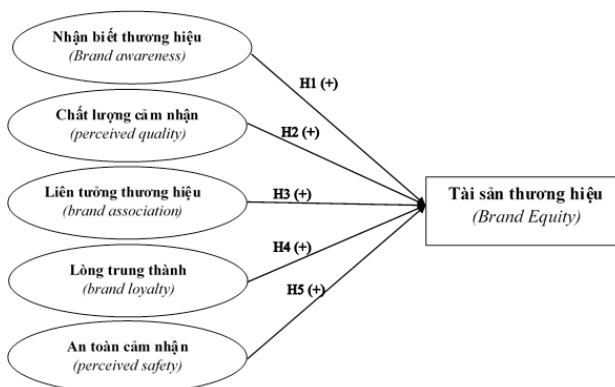 Nhận biết thương hiệu
(Brand awareness)
H1 (+)
Chất lượng cảm nhận
(perceived quality)
H2 (+)
Liên tưởng thương hiệu
(brand association)
H3 (+)
Tài sản thương hiệu
(Brand Equity)
Lòng trung thành
(brand loyalty)
H4 (+)
An toàn cảm nhận
(perceived safety)
H5 (+)